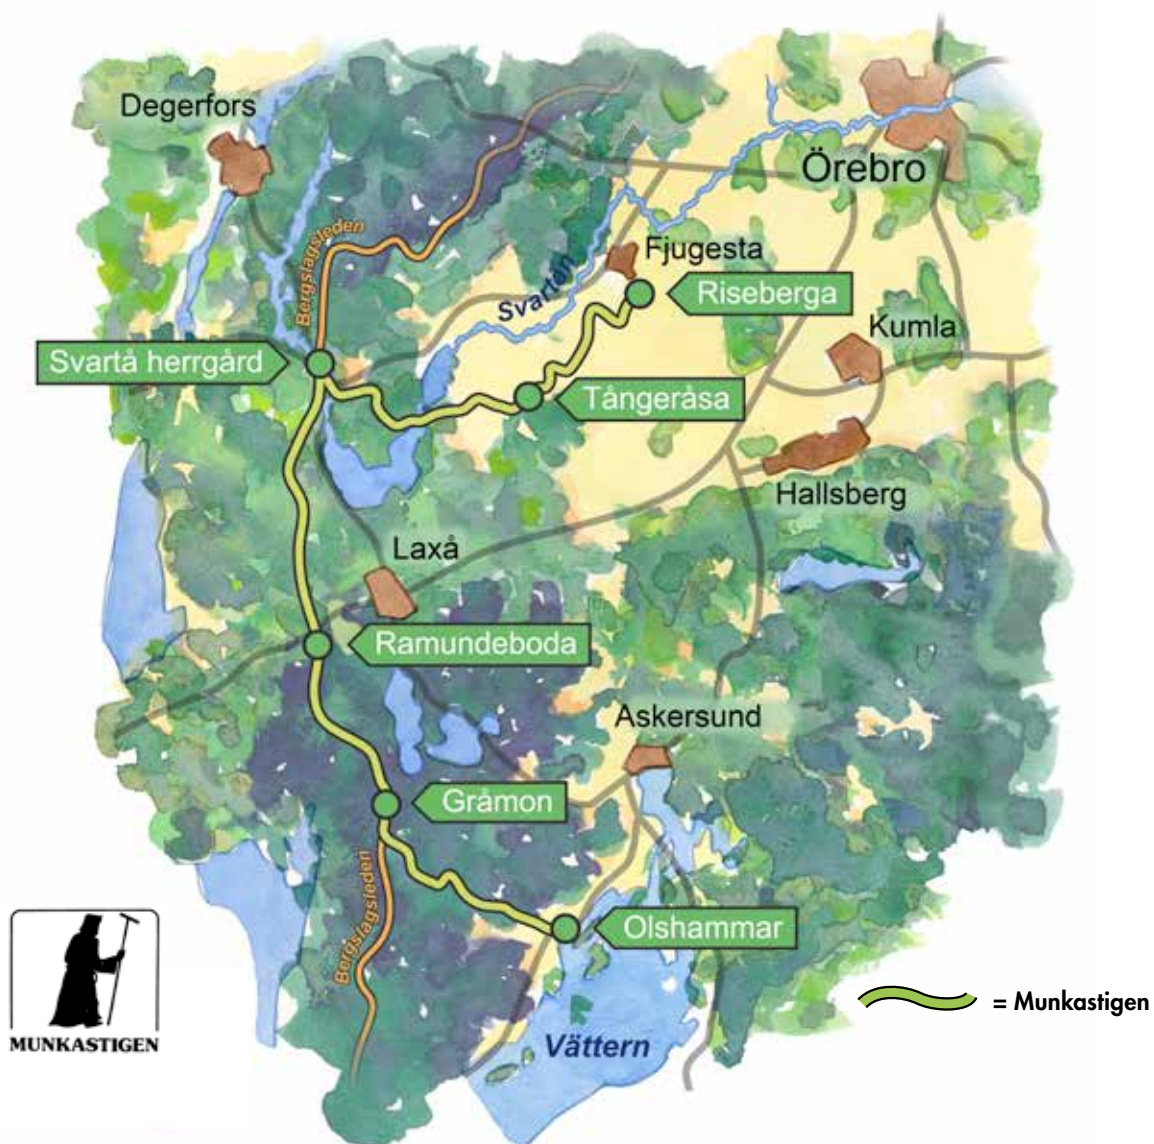 Degerfors
Örebro
Bergslagsleden
Fjugesta
Svartån
Riseberga
Kumla
Svartå herrgård
Tångeråsa
Hallsberg
Laxå
Ramundeboda
Askersund
Gråmon
Bergslagsleden
Olshammar
= Munkastigen
MUNKASTIGEN
Vättern